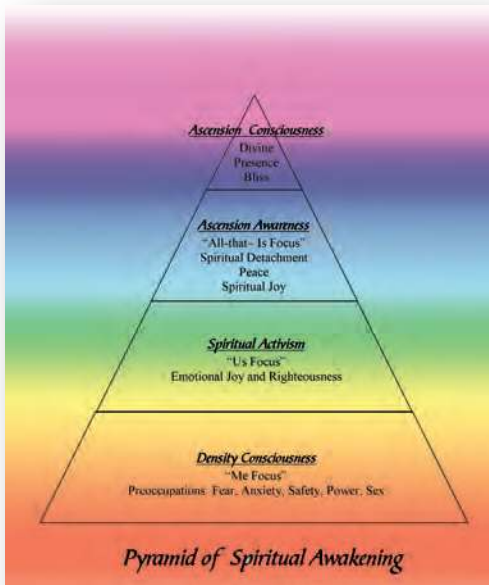 Ascension Consciousness
Divine
Presence
Bliss
Ascension Awareness
"All-that- Is Focus"
Spiritual Detachment
Peace
Spiritual Joy
Spiritual Activism
"Us Focus"
Emotional Joy and Righteousness
Density Consciousness
"Me Focus"
Preoccupations Fear, Anxiety, Safety, Power, Sex
Pyramid of Spiritual Awakening